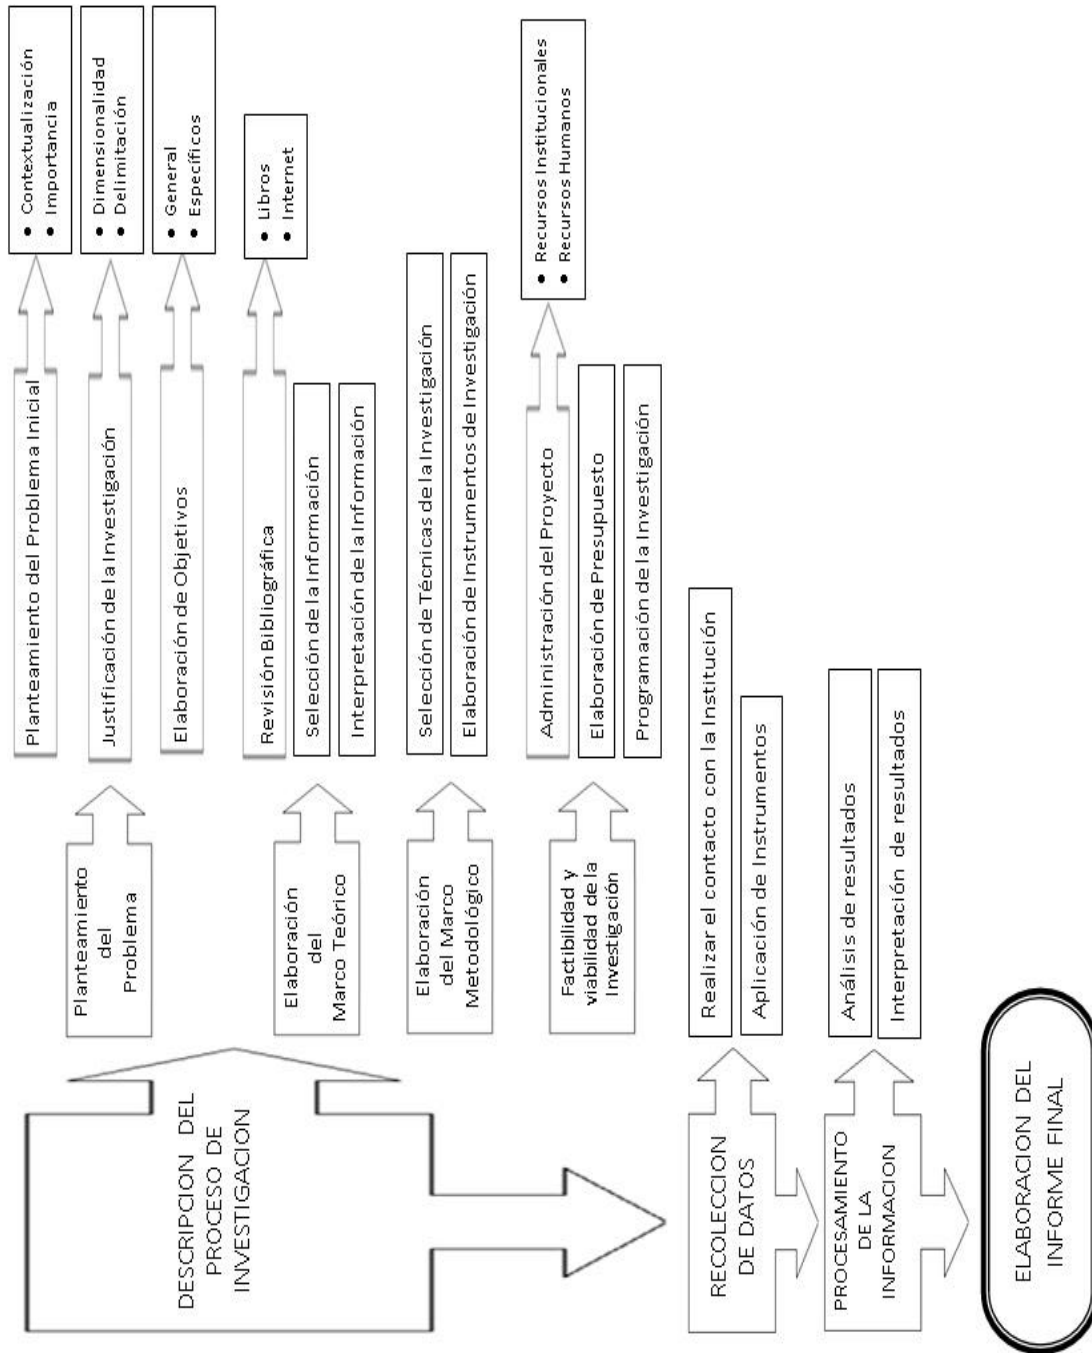 DESCRIPCION DEL
PROCESO DE
INVESTIGACION
Planteamiento
del
Problema
Planteamiento del Problema Inicial
• Contextualización
• Importancia
Justificación de la Investigación
• Dimensionalidad
• Delimitación
Elaboración de Objetivos
• General
• Específicos
Elaboración
del
Marco Teórico
Revisión Bibliográfica
• Libros
• Internet
Selección de la Información
Interpretación de la Información
Elaboración
del Marco
Metodológico
Selección de Técnicas de la Investigación
Elaboración de Instrumentos de Investigación
Factibilidad y
viabilidad de la
Investigación
Administración del Proyecto
• Recursos Institucionales
• Recursos Humanos
Elaboración de Presupuesto
Programación de la Investigación
RECOLECCION
DE DATOS
Realizar el contacto con la Institución
Aplicación de Instrumentos
PROCESAMIENTO
DE LA
INFORMACION
Análisis de resultados
Interpretación de resultados
ELABORACION DEL
INFORME FINAL